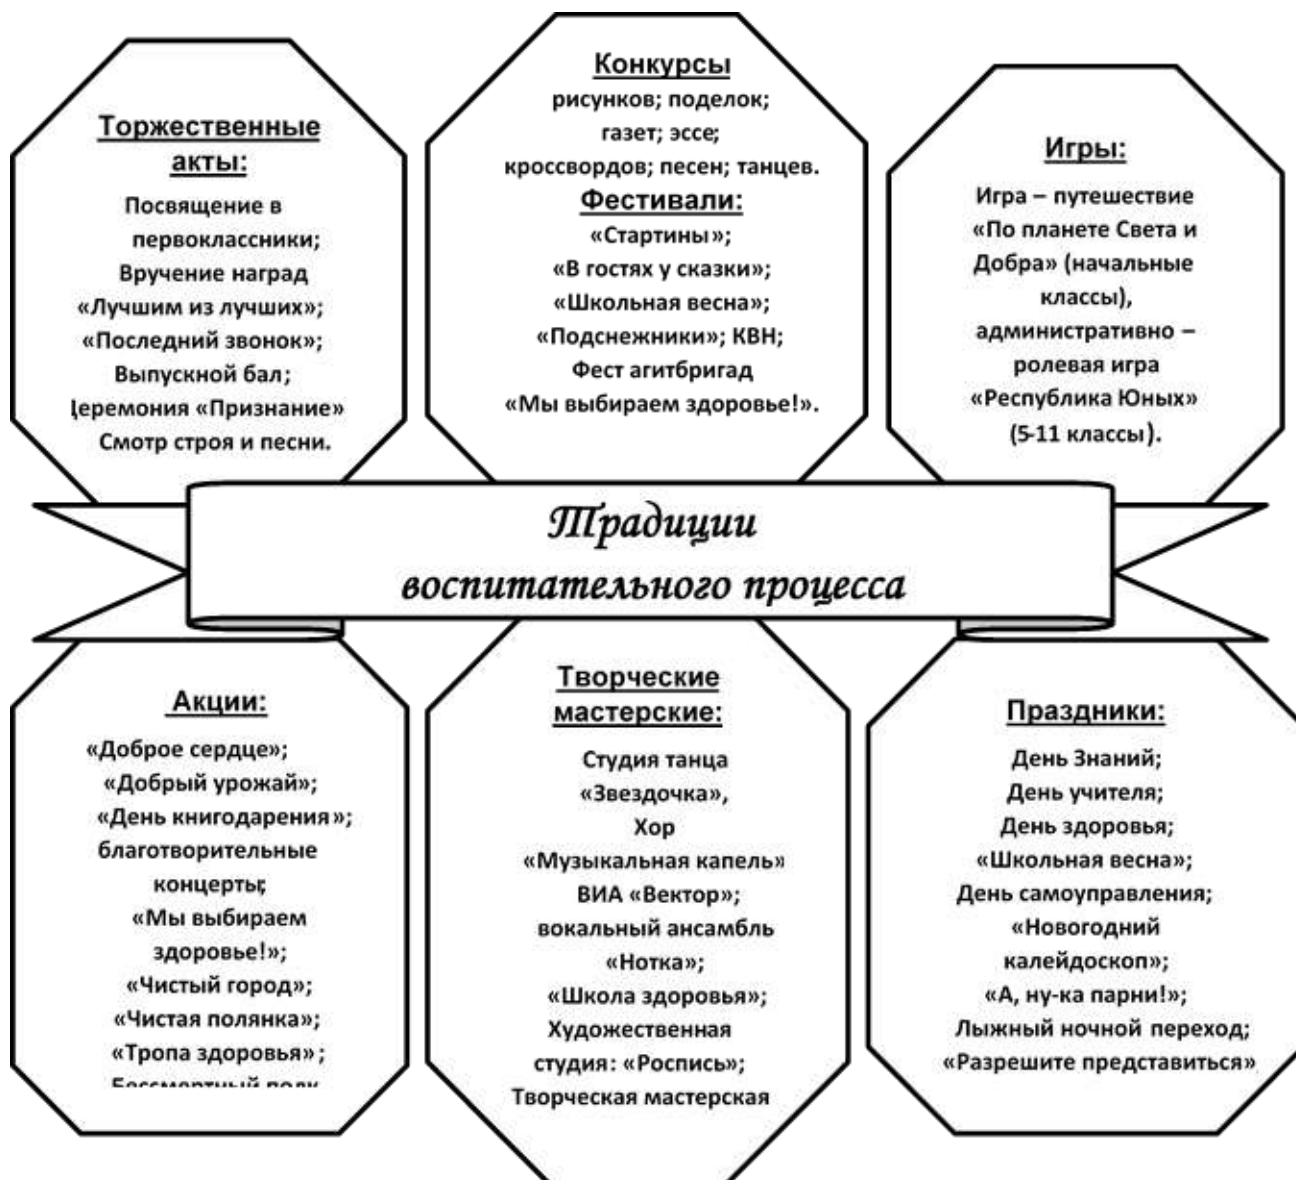 Торжественные
акты:
Посвящение в
первоклассники;
Вручение наград
«Лучшим из лучших»;
«Последний звонок»;
Выпускной бал;
Церемония «Признание»
Смотр строя и песни.
Конкурсы
рисунков; поделок;
газет; эссе;
кроссвордов; песен; танцев.
Фестивали:
«Стартины»;
«В гостях у сказки»;
«Школьная весна»;
«Подснежники»; КВН;
Фест агитбригад
«Мы выбираем здоровье!».
Игры:
Игра – путешествие
«По планете Света и
Добра» (начальные
классы),
административно –
ролевая игра
«Республика Юных»
(5-11 классы).
Традиции
воспитательного процесса
Акции:
«Доброе сердце»;
«Добрый урожай»;
«День книгодарения»;
благотворительные
концерты;
«Мы выбираем
здоровье!»;
«Чистый город»;
«Чистая полянка»;
«Тропа здоровья»;
Бессмертный полк
Творческие
мастерские:
Студия танца
«Звездочка»,
Хор
«Музыкальная капель»
ВИА «Вектор»;
вокальный ансамбль
«Нотка»;
«Школа здоровья»;
Художественная
студия: «Роспись»;
Творческая мастерская
Праздники:
День Знаний;
День учителя;
День здоровья;
«Школьная весна»;
День самоуправления;
«Новогодний
калейдоскоп»;
«А, ну-ка парни!»;
Лыжный ночной переход;
«Разрешите представиться»